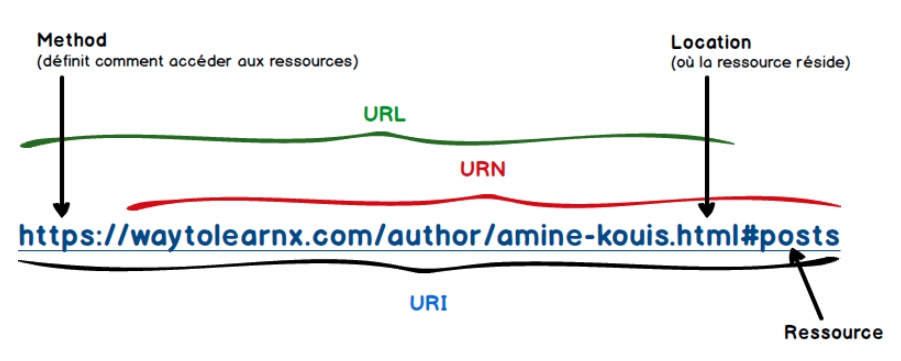 Method
(définit comment accéder aux ressources)
Location
(où la ressource réside)
URL
URN
https://waytolearnx.com/author/amine-kouis.html#posts
URI
Ressource